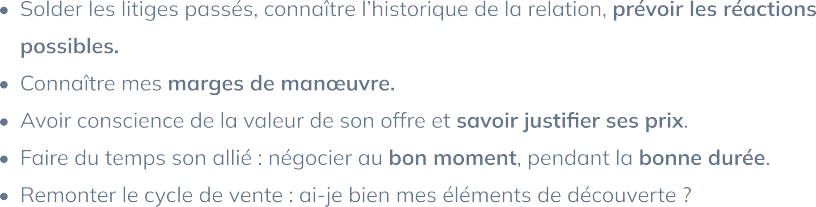 • Solder les litiges passés, connaître l’historique de la relation, prévoir les réactions
possibles.
• Connaître mes marges de manœuvre.
• Avoir conscience de la valeur de son offre et savoir justifier ses prix.
• Faire du temps son allié : négocier au bon moment, pendant la bonne durée.
• Remonter le cycle de vente : ai-je bien mes éléments de découverte ?